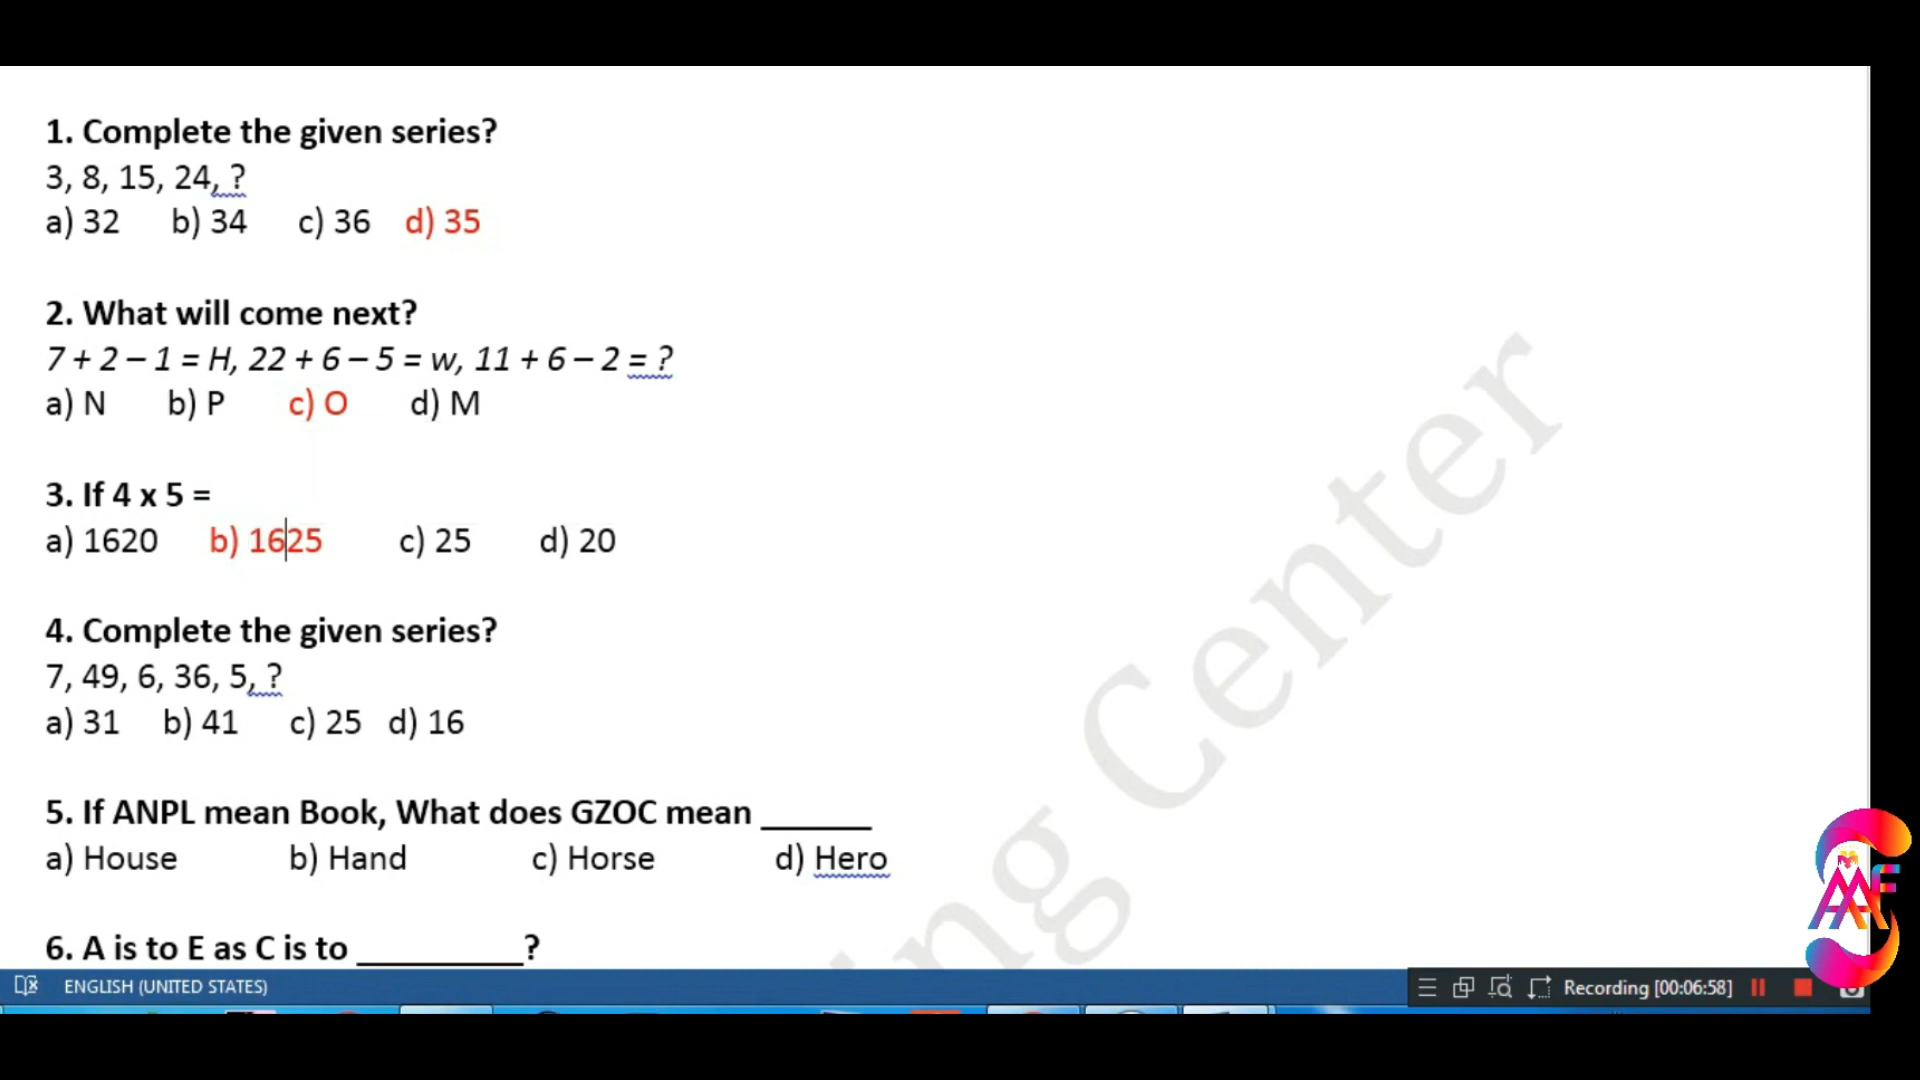 1. Complete the given series?
3, 8, 15, 24, ?
a) 32 b) 34 c) 36 d) 35
2. What will come next?
7 + 2 – 1 = H, 22 + 6 – 5 = w, 11 + 6 – 2 = ?
a) N b) P c) O d) M
3. If 4 x 5 =
a) 1620 b) 1625 c) 25 d) 20
4. Complete the given series?
7, 49, 6, 36, 5, ?
a) 31 b) 41 c) 25 d) 16
5. If ANPL mean Book, What does GZOC mean ______
a) House b) Hand c) Horse d) Hero
6. A is to E as C is to _________?
ing Center
ENGLISH (UNITED STATES)
Recording [00:06:58]